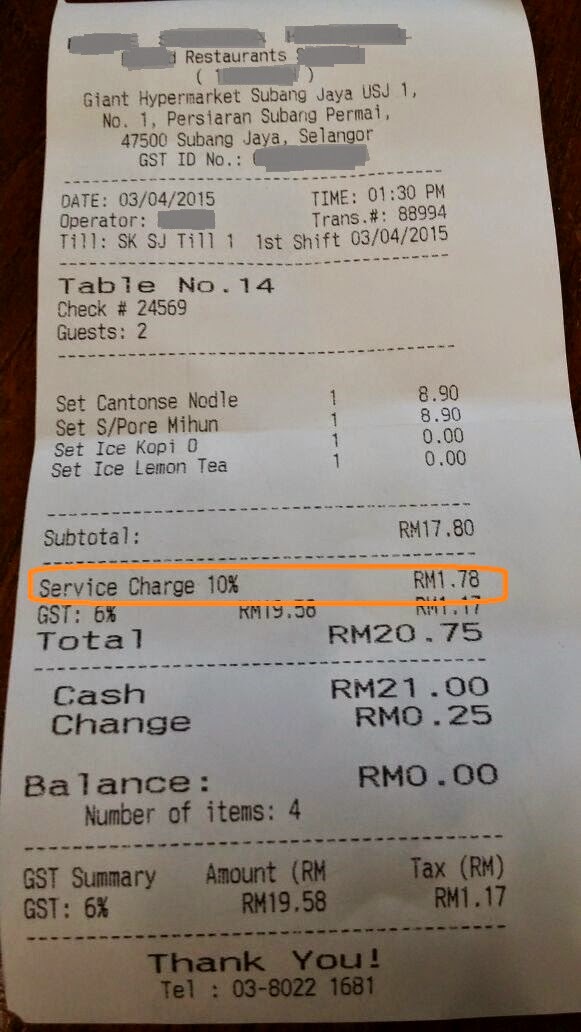 Restaurants
( )
Giant Hypermarket Subang Jaya USJ 1,
No. 1, Persiaran Subang Permai,
47500 Subang Jaya, Selangor
GST ID No.:
DATE: 03/04/2015 TIME: 01:30 PM
Operator: Trans.#: 88994
Till: SK SJ Till 1 1st Shift 03/04/2015
Table No.14
Check # 24569
Guests: 2
Set Cantonse Nodle 1 8.90
Set S/Pore Mihun 1 8.90
Set Ice Kopi O 1 0.00
Set Ice Lemon Tea 1 0.00
Subtotal: RM17.80
Service Charge 10% RM1.78
GST: 6% RM19.58 RM1.17
Total RM20.75
Cash RM21.00
Change RM0.25
Balance: RM0.00
Number of items: 4
GST Summary Amount (RM Tax (RM)
GST: 6% RM19.58 RM1.17
Thank You!
Tel : 03-8022 1681